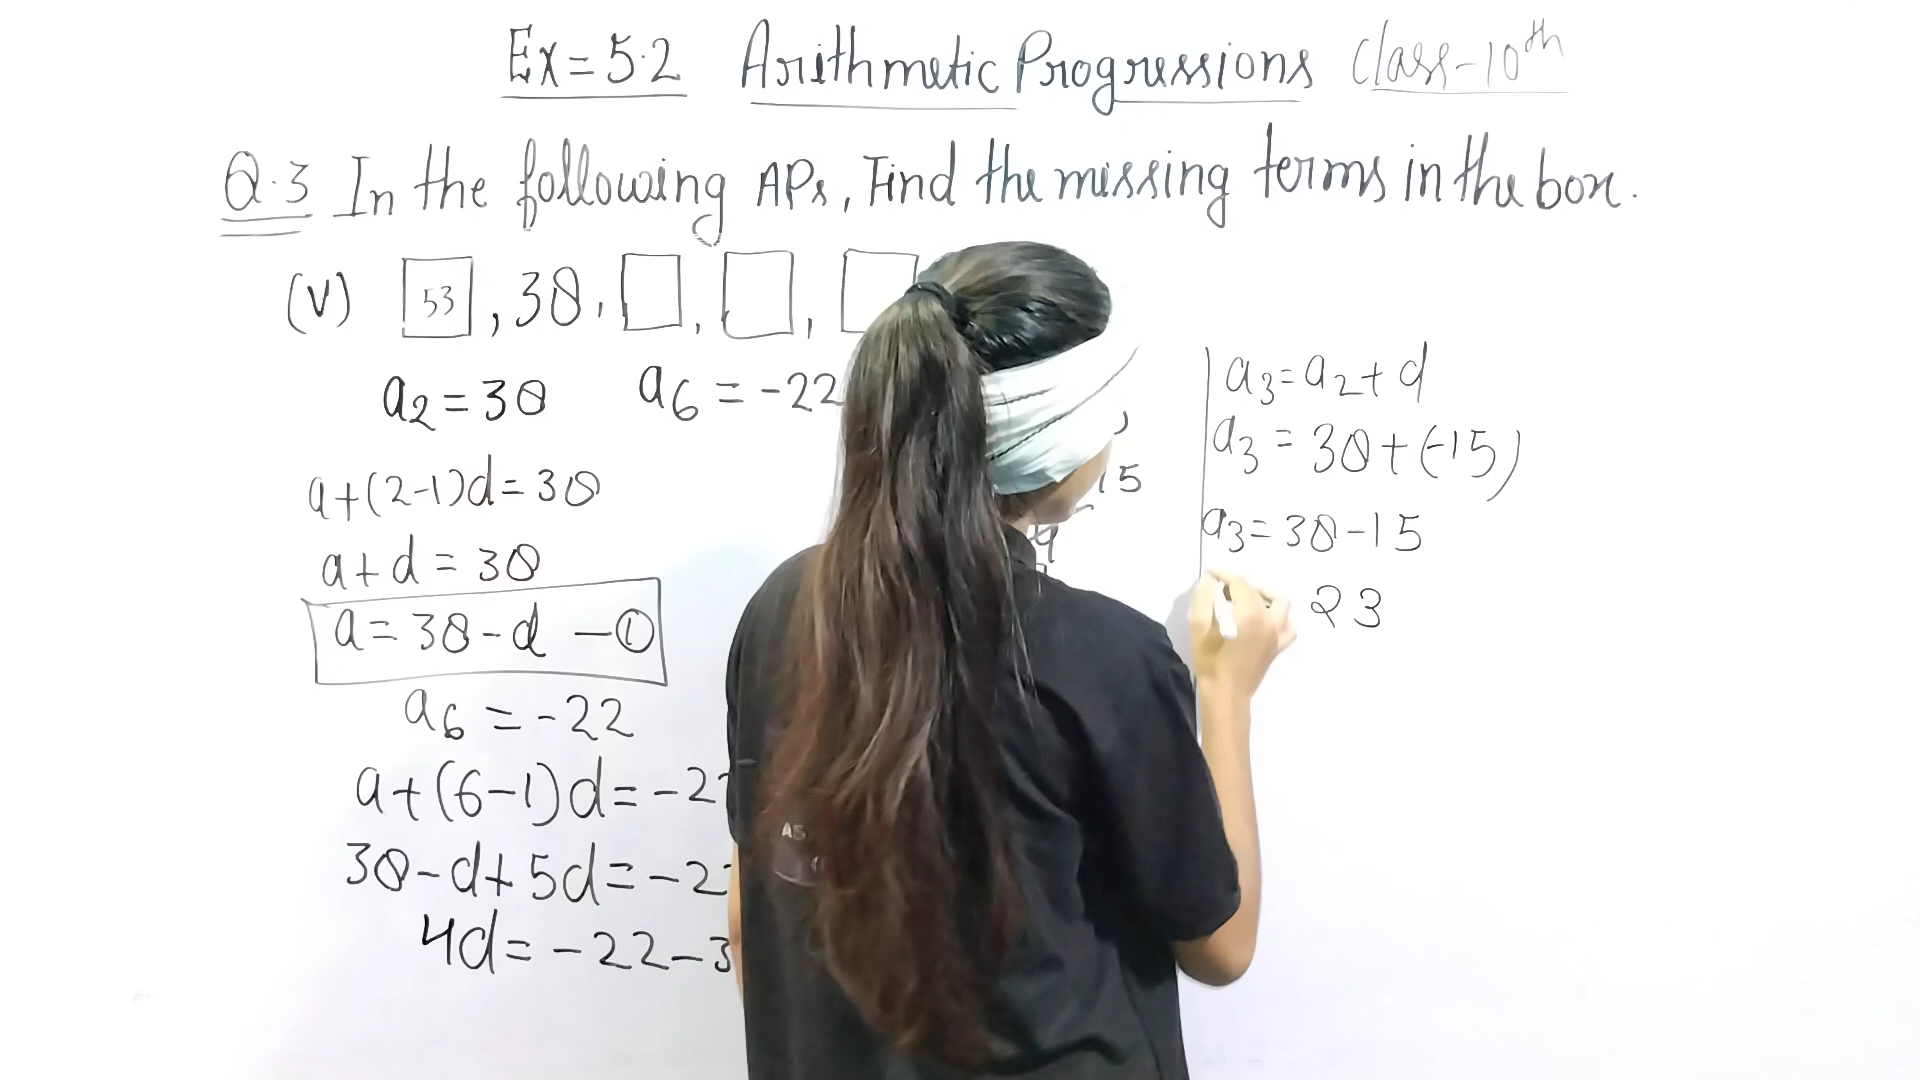 Ex = 5.2 Arithmetic Progressions Class-10th
Q.3 In the following APs, Find the missing terms in the box.
(V) 53, 38, , ,
a2 = 38 a6 = -22
a+(2-1)d = 38
a+d = 38
a = 38-d - ①
a6 = -22
a+(6-1)d = -2
38-d+5d = -2
4d = -22-3
15
a3 = a2+d
a3 = 38+(-15)
a3 = 38-15
23